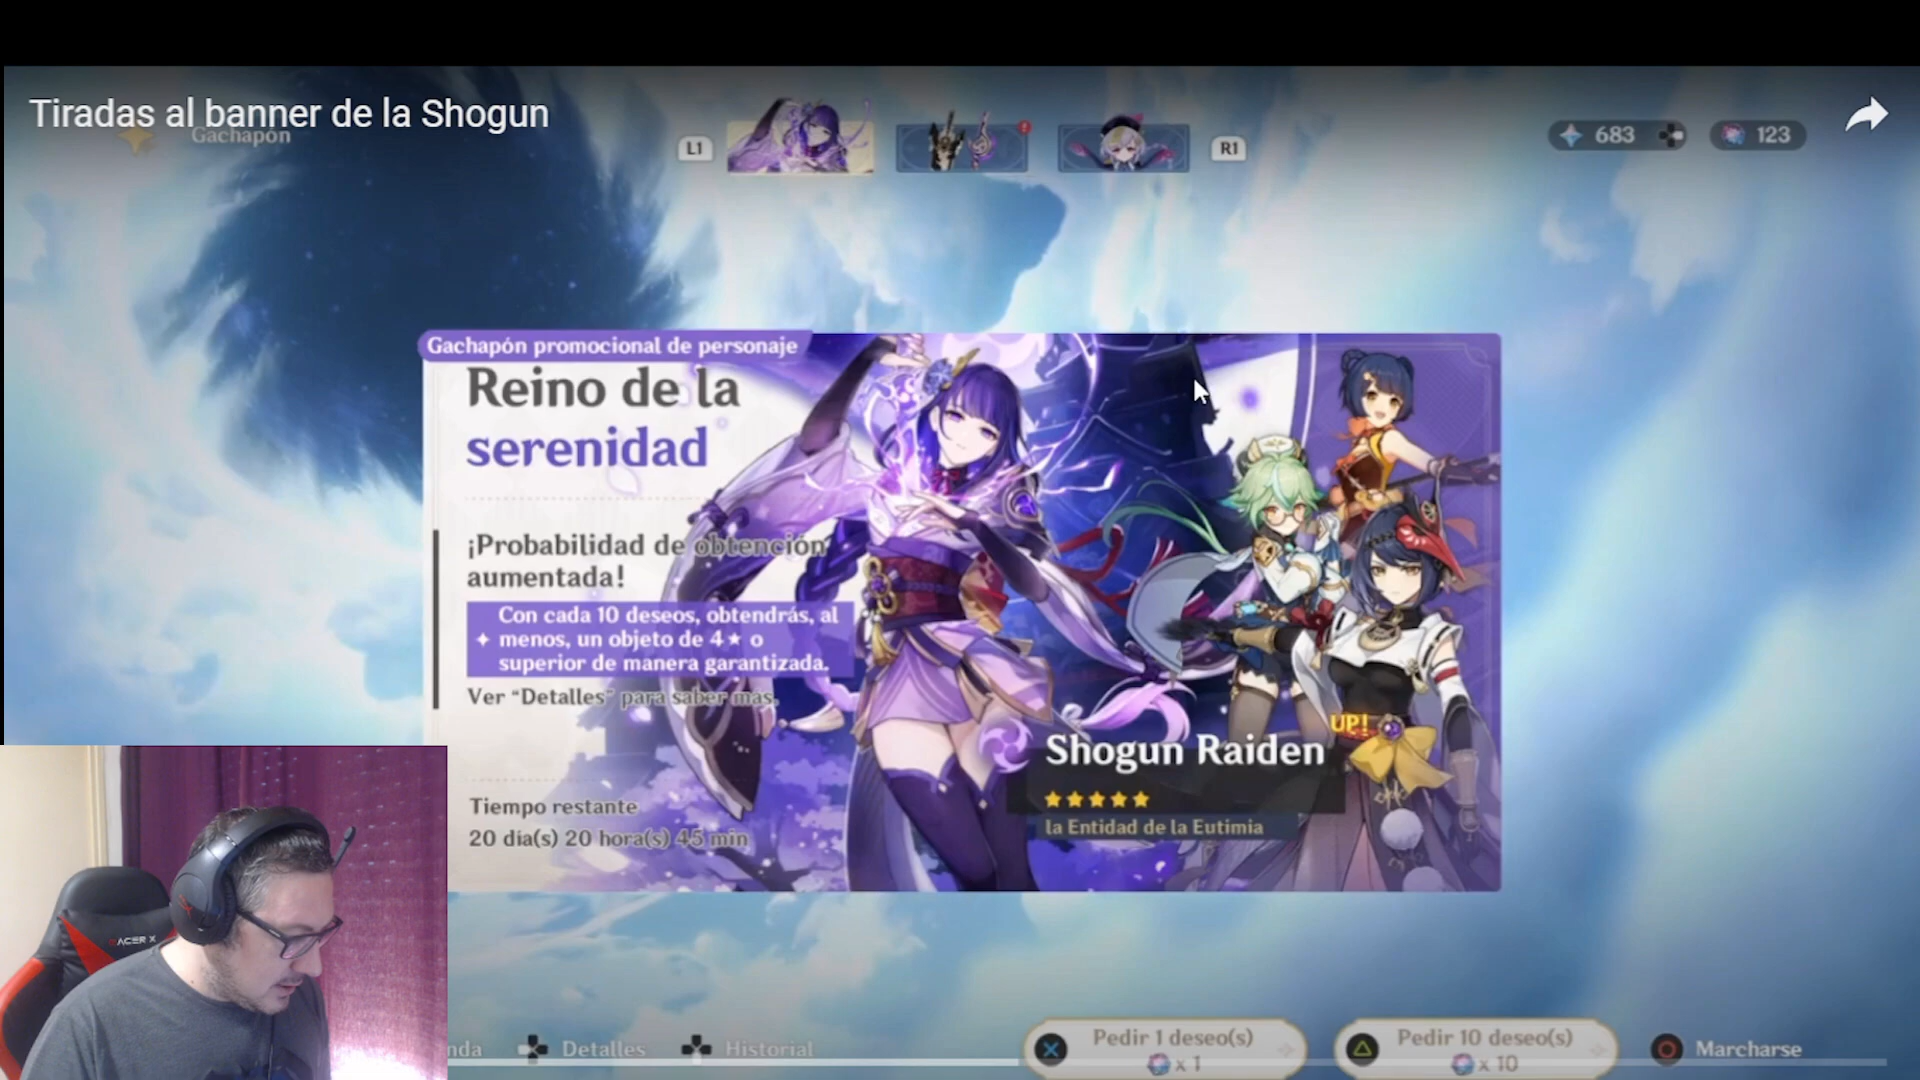 Tiradas al banner de la Shogun
Gachapón
L1
R1
683
123
Gachapón promocional de personaje
Reino de la
serenidad
¡Probabilidad de obtención
aumentada!
Con cada 10 deseos, obtendrás, al
✦ menos, un objeto de 4★ o
superior de manera garantizada.
Ver “Detalles” para saber más.
Tiempo restante
20 día(s) 20 hora(s) 45 min
UP!
Shogun Raiden
★★★★★
la Entidad de la Eutimia
Detalles
Historial
Pedir 1 deseo(s)
x 1
Pedir 10 deseo(s)
x 10
Marcharse